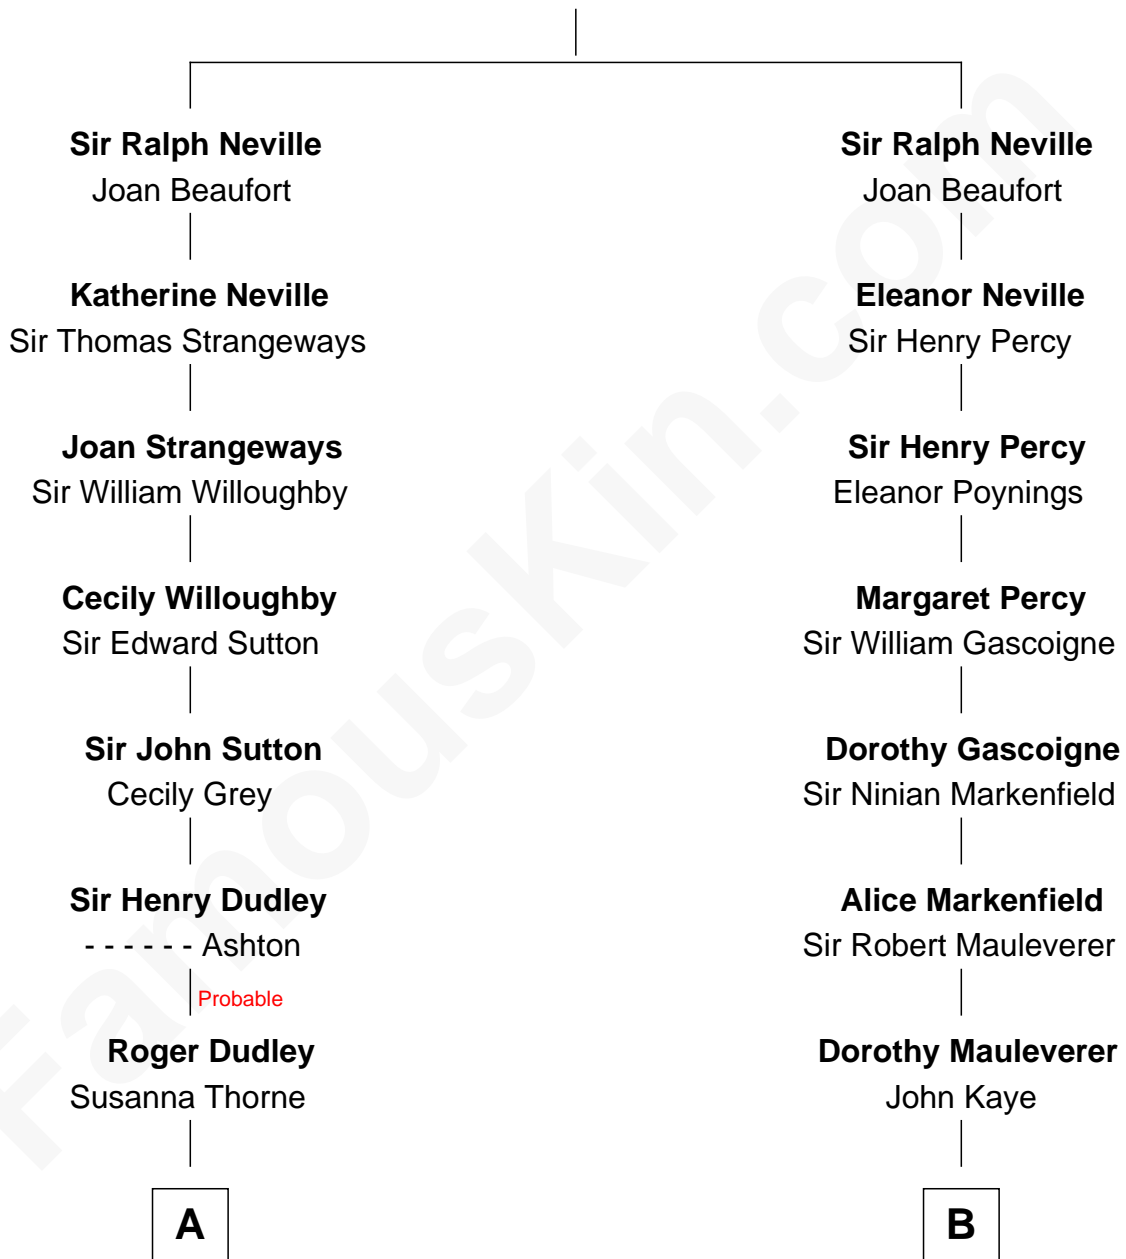 Sir Ralph Neville
Joan Beaufort
Katherine Neville
Sir Thomas Strangeways
Joan Strangeways
Sir William Willoughby
Cecily Willoughby
Sir Edward Sutton
Sir John Sutton
Cecily Grey
Sir Henry Dudley
- - - - - - Ashton
Probable
Roger Dudley
Susanna Thorne
A
Sir Ralph Neville
Joan Beaufort
Eleanor Neville
Sir Henry Percy
Sir Henry Percy
Eleanor Poynings
Margaret Percy
Sir William Gascoigne
Dorothy Gascoigne
Sir Ninian Markenfield
Alice Markenfield
Sir Robert Mauleverer
Dorothy Mauleverer
John Kaye
B
FamousKin.com